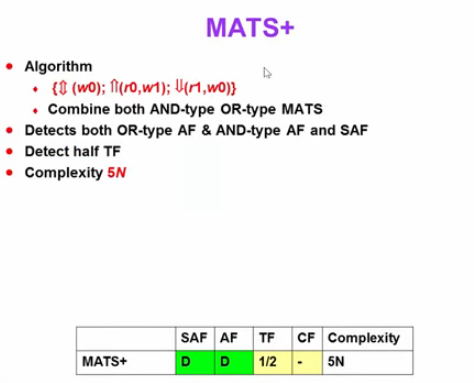 MATS+
• Algorithm
♦ {⇕ (w0); ⇑(r0,w1); ⇓(r1,w0)}
♦ Combine both AND-type OR-type MATS
• Detects both OR-type AF & AND-type AF and SAF
• Detect half TF
• Complexity 5N
SAF AF TF CF Complexity
MATS+ D D 1/2 - 5N